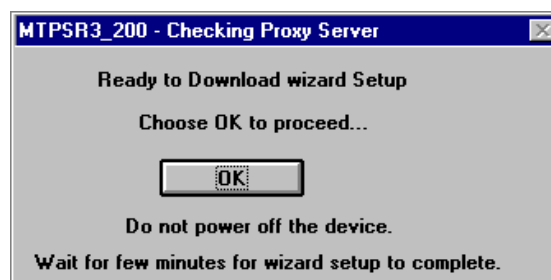 MTPSR3_200 - Checking Proxy Server
Ready to Download wizard Setup
Choose OK to proceed...
OK
Do not power off the device.
Wait for few minutes for wizard setup to complete.